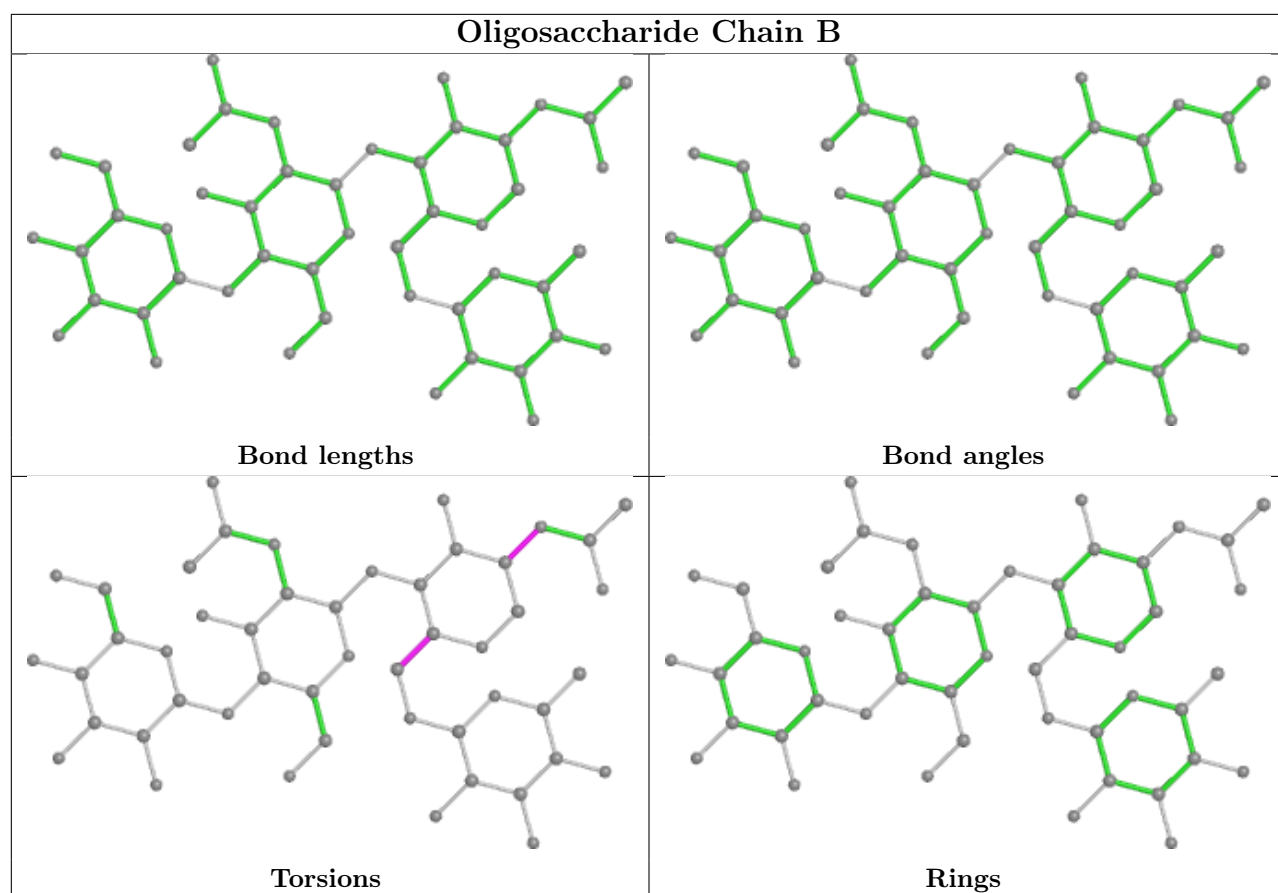 Oligosaccharide Chain B
Bond lengths
Bond angles
Torsions
Rings